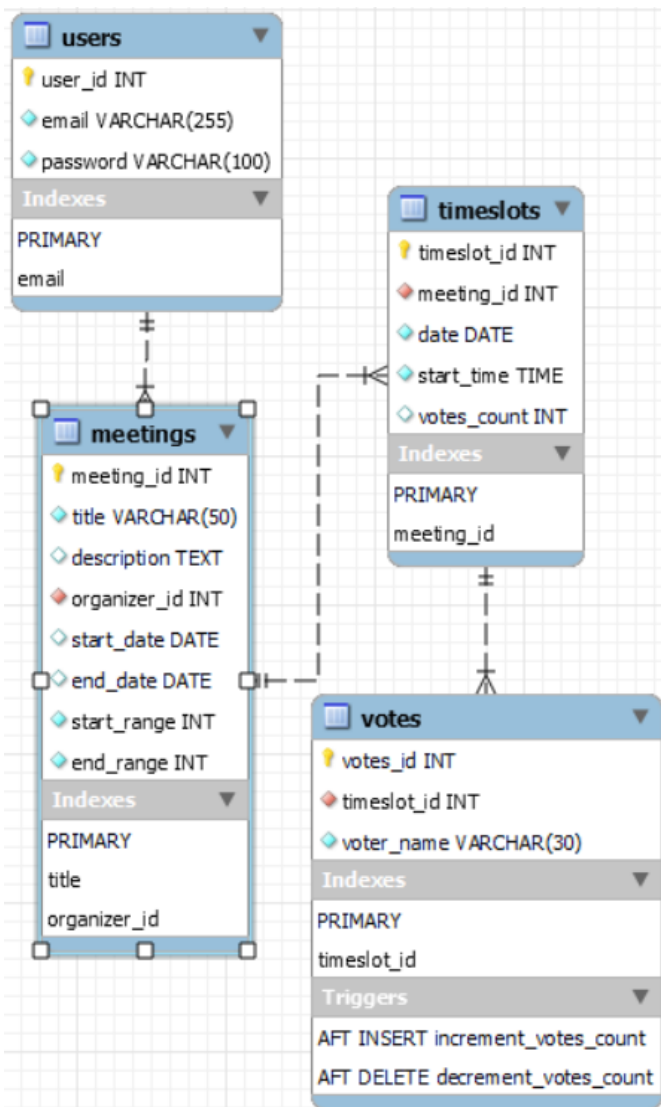 users
user_id INT
email VARCHAR(255)
password VARCHAR(100)
Indexes
PRIMARY
email
timeslots
timeslot_id INT
meeting_id INT
date DATE
start_time TIME
votes_count INT
Indexes
PRIMARY
meeting_id
meetings
meeting_id INT
title VARCHAR(50)
description TEXT
organizer_id INT
start_date DATE
end_date DATE
start_range INT
end_range INT
Indexes
PRIMARY
title
organizer_id
votes
votes_id INT
timeslot_id INT
voter_name VARCHAR(30)
Indexes
PRIMARY
timeslot_id
Triggers
AFT INSERT increment_votes_count
AFT DELETE decrement_votes_count